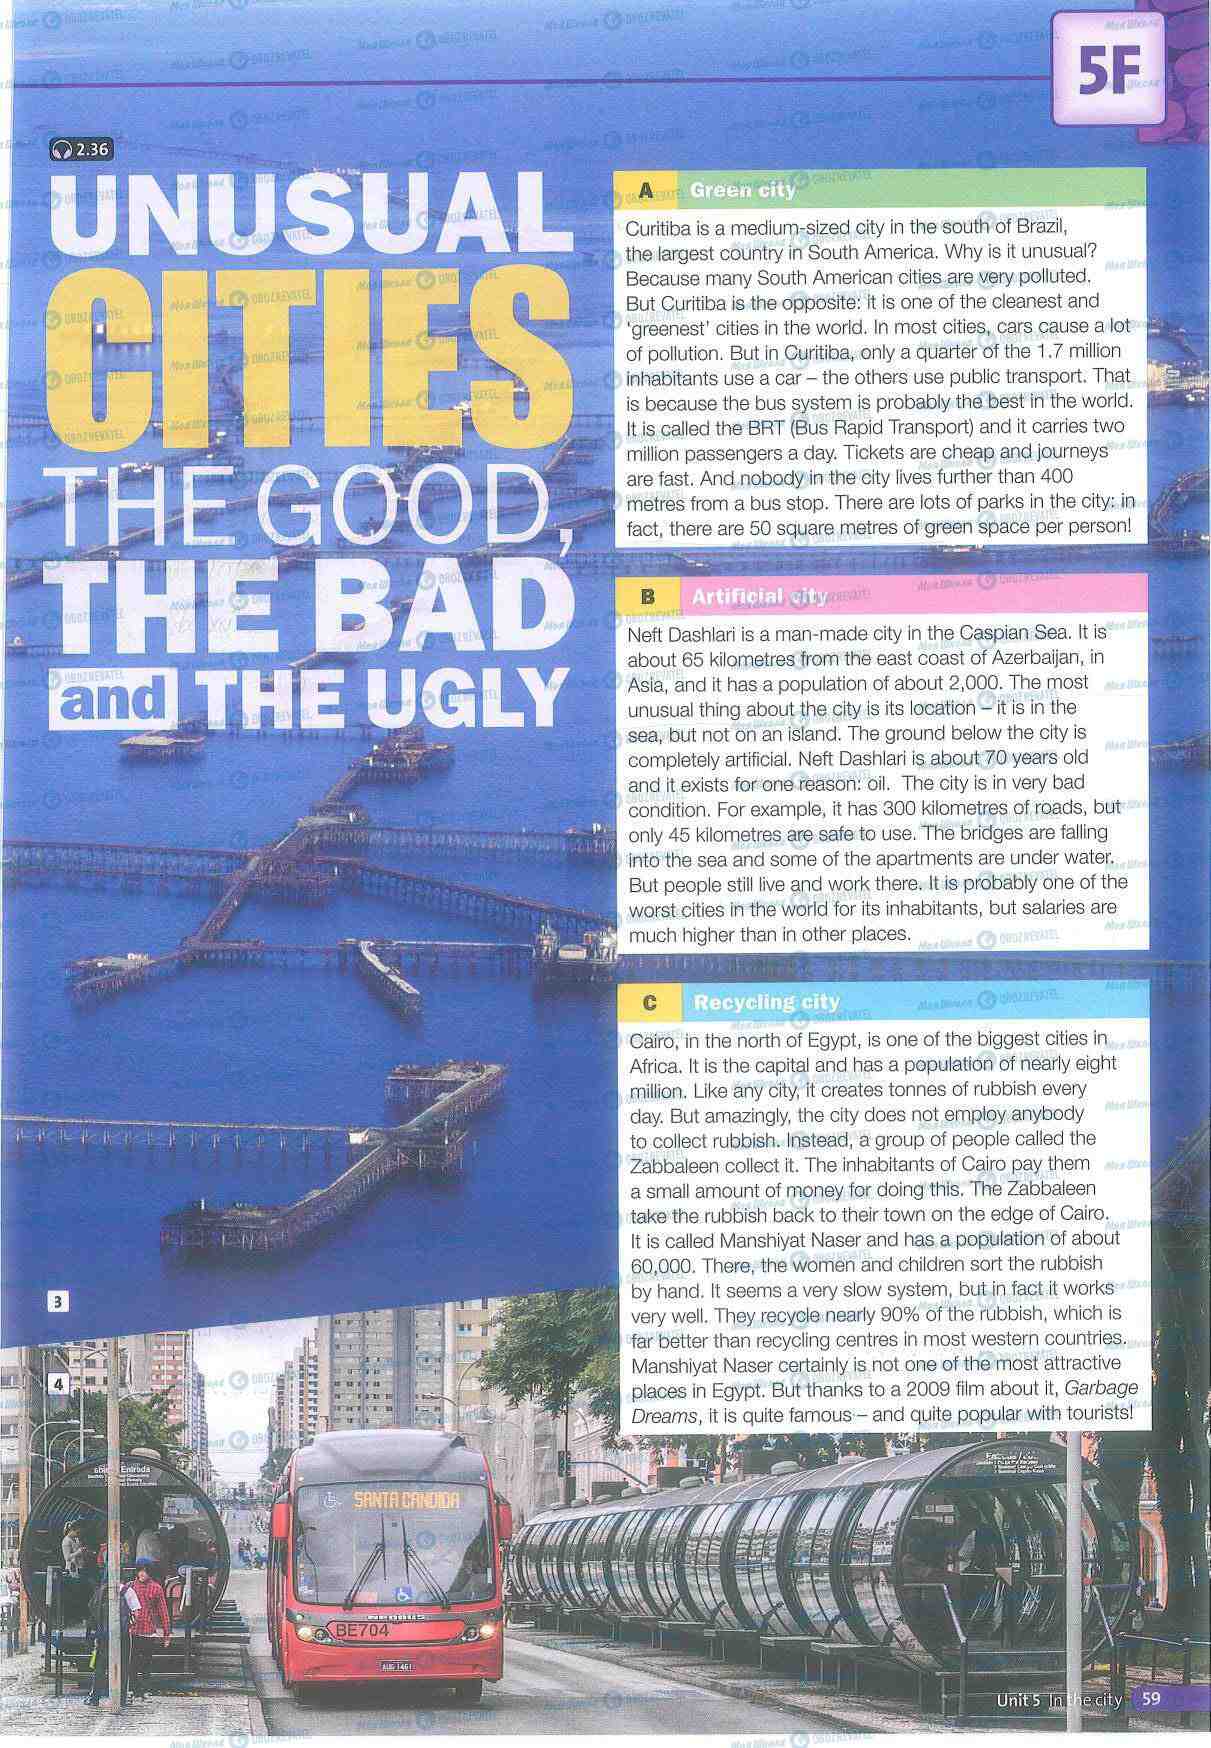 5F
2.36
UNUSUAL
CITIES
THE GOOD,
THE BAD
and THE UGLY
A Green city
Curitiba is a medium-sized city in the south of Brazil,
the largest country in South America. Why is it unusual?
Because many South American cities are very polluted.
But Curitiba is the opposite: it is one of the cleanest and
'greenest' cities in the world. In most cities, cars cause a lot
of pollution. But in Curitiba, only a quarter of the 1.7 million
inhabitants use a car – the others use public transport. That
is because the bus system is probably the best in the world.
It is called the BRT (Bus Rapid Transport) and it carries two
million passengers a day. Tickets are cheap and journeys
are fast. And nobody in the city lives further than 400
metres from a bus stop. There are lots of parks in the city: in
fact, there are 50 square metres of green space per person!
B Artificial city
Neft Dashlari is a man-made city in the Caspian Sea. It is
about 65 kilometres from the east coast of Azerbaijan, in
Asia, and it has a population of about 2,000. The most
unusual thing about the city is its location – it is in the
sea, but not on an island. The ground below the city is
completely artificial. Neft Dashlari is about 70 years old
and it exists for one reason: oil. The city is in very bad
condition. For example, it has 300 kilometres of roads, but
only 45 kilometres are safe to use. The bridges are falling
into the sea and some of the apartments are under water.
But people still live and work there. It is probably one of the
worst cities in the world for its inhabitants, but salaries are
much higher than in other places.
C Recycling city
Cairo, in the north of Egypt, is one of the biggest cities in
Africa. It is the capital and has a population of nearly eight
million. Like any city, it creates tonnes of rubbish every
day. But amazingly, the city does not employ anybody
to collect rubbish. Instead, a group of people called the
Zabbaleen collect it. The inhabitants of Cairo pay them
a small amount of money for doing this. The Zabbaleen
take the rubbish back to their town on the edge of Cairo.
It is called Manshiyat Naser and has a population of about
60,000. There, the women and children sort the rubbish
by hand. It seems a very slow system, but in fact it works
very well. They recycle nearly 90% of the rubbish, which is
far better than recycling centres in most western countries.
Manshiyat Naser certainly is not one of the most attractive
places in Egypt. But thanks to a 2009 film about it, Garbage
Dreams, it is quite famous – and quite popular with tourists!
3
4
Entrada
SANTA CANDIDA
NEOBUS
BE704
Unit 5 In the city 59
Моя Школа OBOZREVATEL